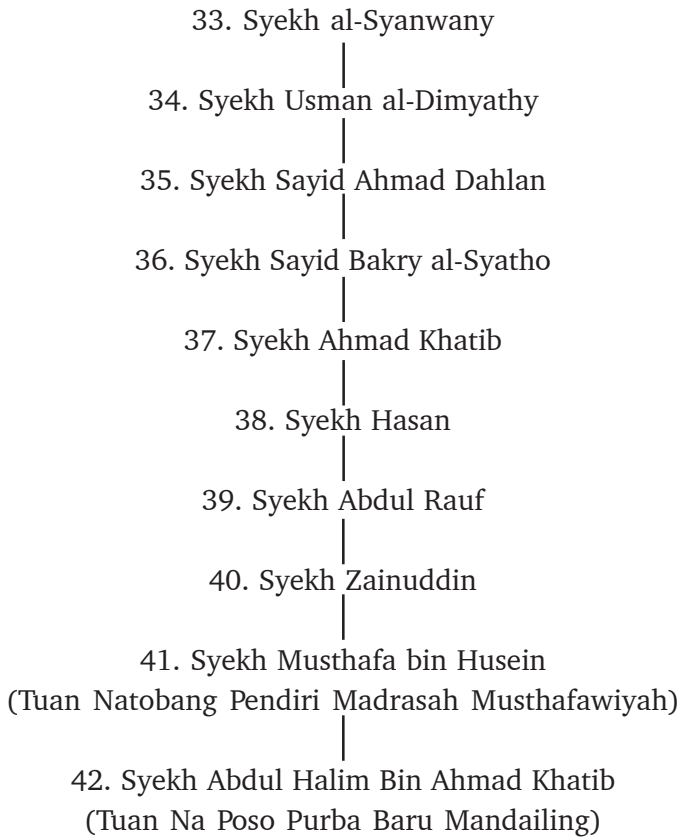 33. Syekh al-Syanwany
34. Syekh Usman al-Dimyathy
35. Syekh Sayid Ahmad Dahlan
36. Syekh Sayid Bakry al-Syatho
37. Syekh Ahmad Khatib
38. Syekh Hasan
39. Syekh Abdul Rauf
40. Syekh Zainuddin
41. Syekh Musthafa bin Husein
(Tuan Natobang Pendiri Madrasah Musthafawiyah)
42. Syekh Abdul Halim Bin Ahmad Khatib
(Tuan Na Poso Purba Baru Mandailing)